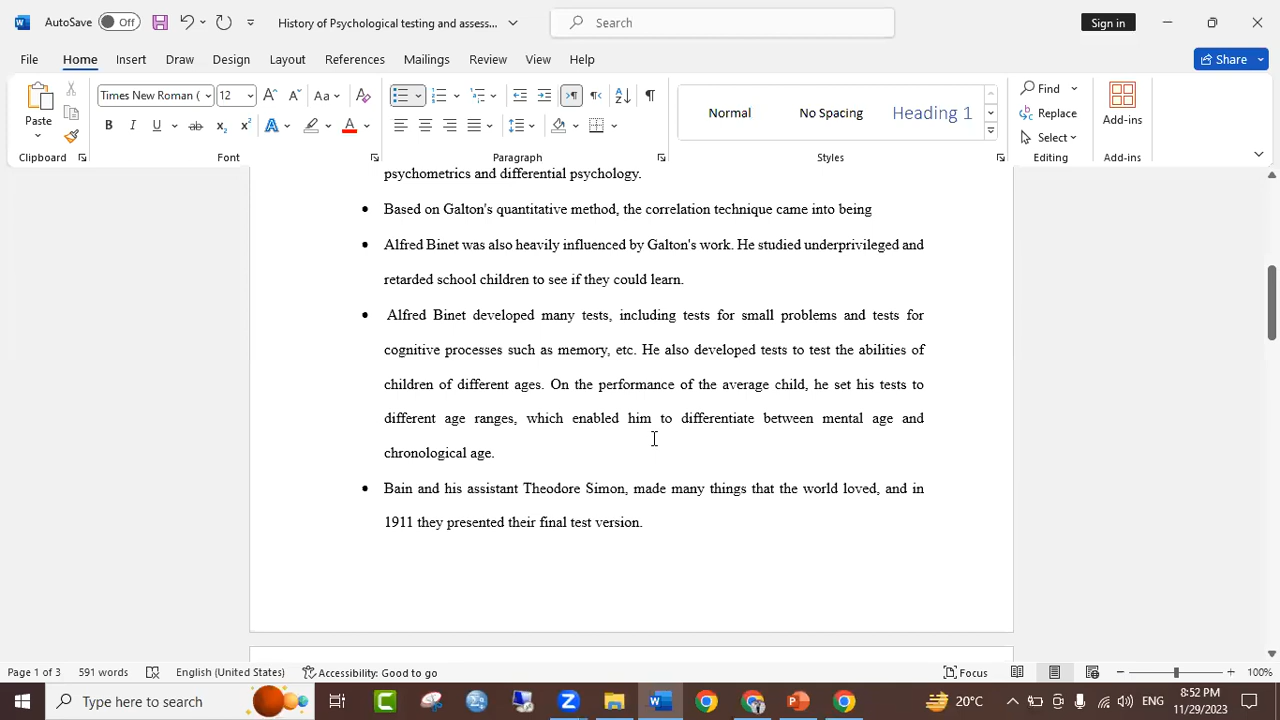 AutoSave Off History of Psychological testing and assess... Search Sign in
File Home Insert Draw Design Layout References Mailings Review View Help Share
Paste Times New Roman ( 12 A A Aa A Normal No Spacing Heading 1 Find Replace Select Add-ins
B I U ab x₂ x² A A
Clipboard Font Paragraph Styles Editing Add-ins
psychometrics and differential psychology.
• Based on Galton's quantitative method, the correlation technique came into being
• Alfred Binet was also heavily influenced by Galton's work. He studied underprivileged and
retarded school children to see if they could learn.
• Alfred Binet developed many tests, including tests for small problems and tests for
cognitive processes such as memory, etc. He also developed tests to test the abilities of
children of different ages. On the performance of the average child, he set his tests to
different age ranges, which enabled him to differentiate between mental age and
chronological age.
• Bain and his assistant Theodore Simon, made many things that the world loved, and in
1911 they presented their final test version.
Page 1 of 3 591 words English (United States) Accessibility: Good to go Focus 100%
Type here to search 20°C ENG 8:52 PM
11/29/2023